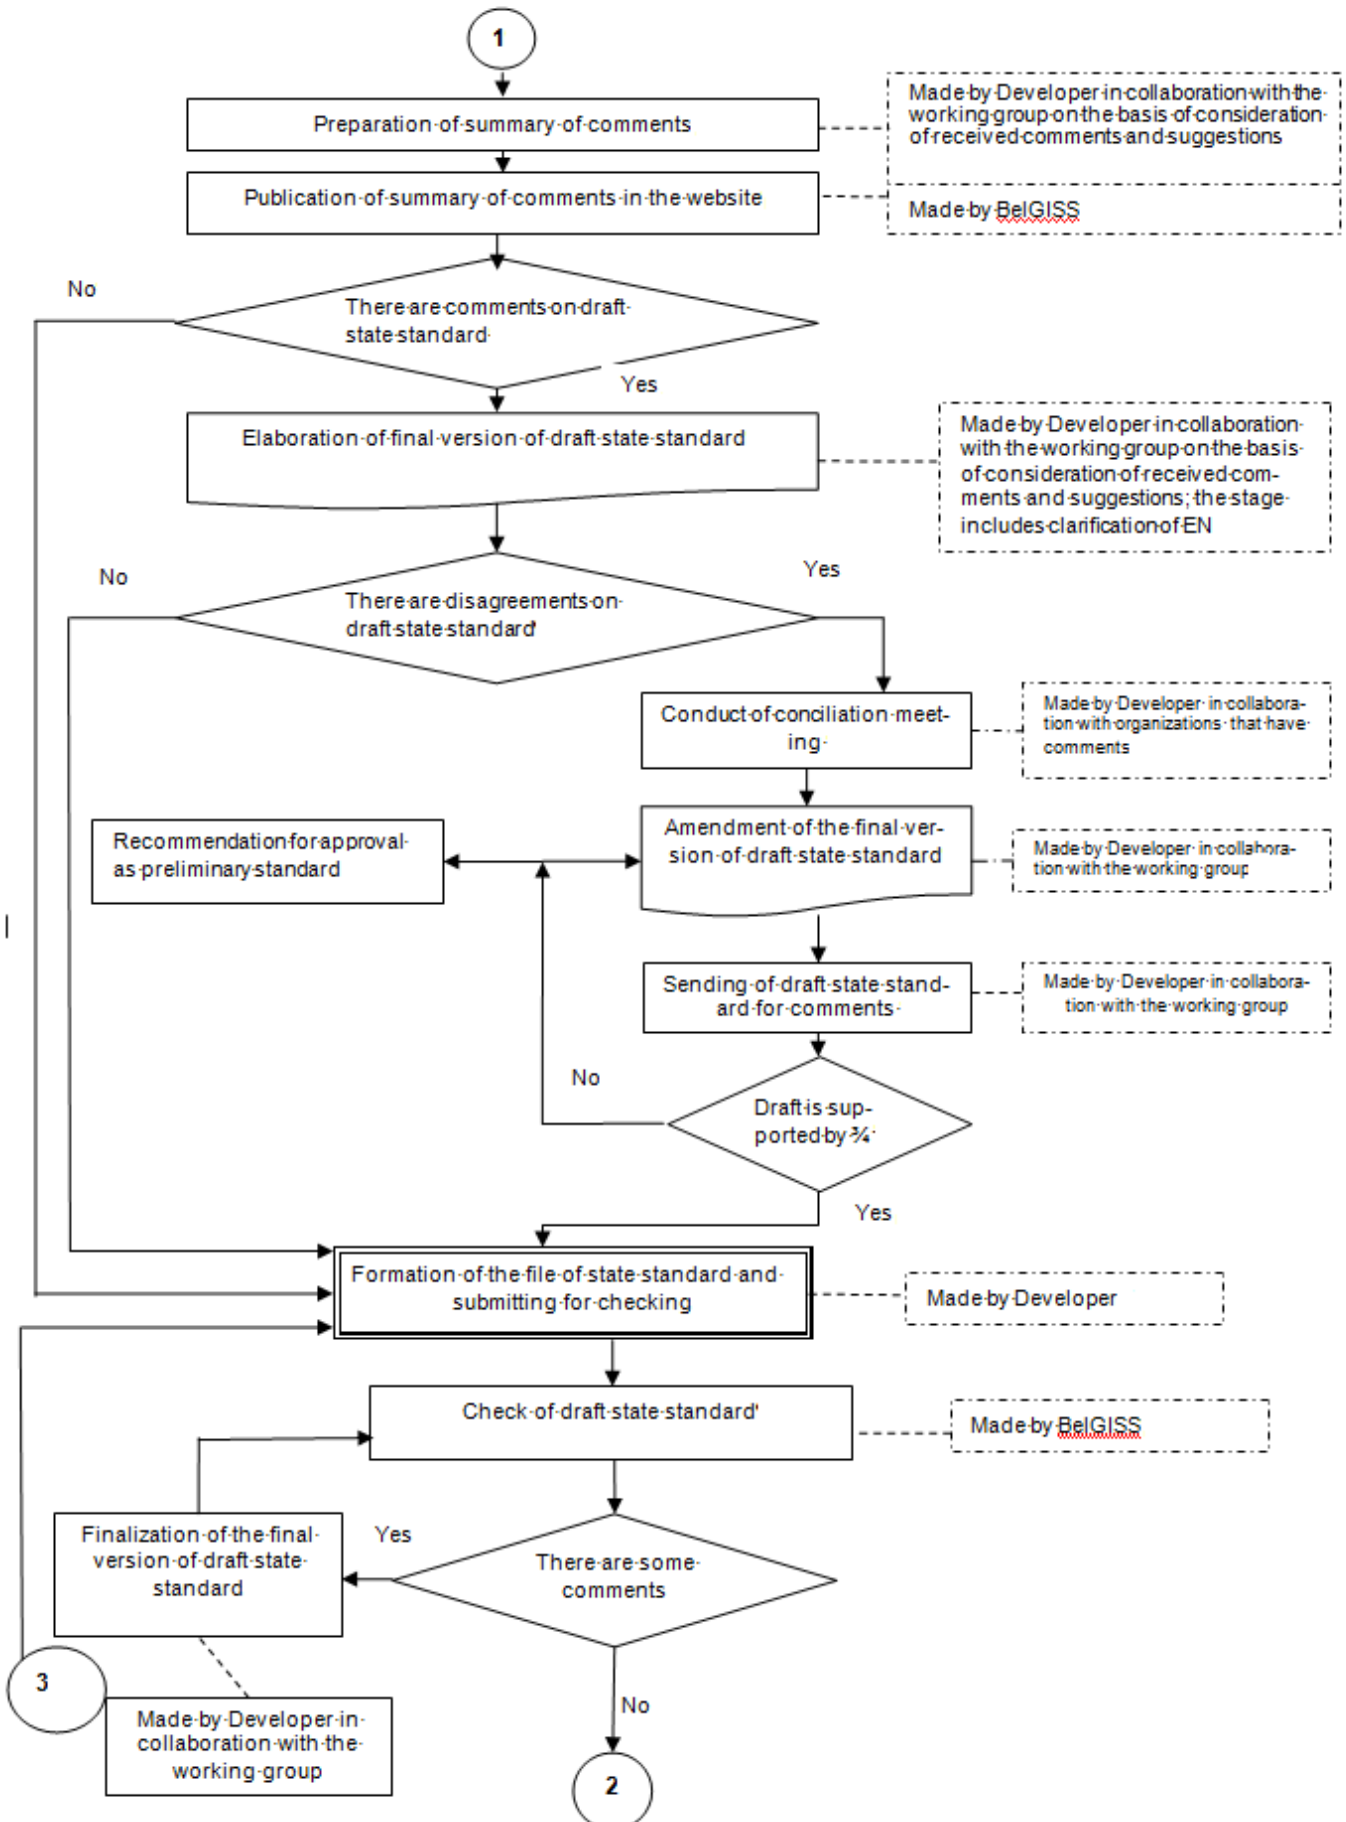 1
Preparation·of·summary·of·comments
Made·by·Developer·in·collaboration·with·the·
working·group·on·the·basis·of·consideration·
of·received·comments·and·suggestions
Publication·of·summary·of·comments·in·the·website
Made·by·BelGISS
No
There·are·comments·on·draft·
state·standard·
Yes
Elaboration·of·final·version·of·draft·state·standard
Made·by·Developer·in·collaboration·
with·the·working·group·on·the·basis·
of·consideration·of·received·com-
ments·and·suggestions;·the·stage·
includes·clarification·of·EN
No
Yes
There·are·disagreements·on·
draft·state·standard'
Conduct·of·conciliation·meet-
ing·
Made·by·Developer·in·collabora-
tion·with·organizations·that·have·
comments
Recommendation·for·approval·
as·preliminary·standard
Amendment·of·the·final·ver-
sion·of·draft·state·standard
Made·by·Developer·in·collabora-
tion·with·the·working·group
Sending·of·draft·state·stand-
ard·for·comments·
Made·by·Developer·in·collabora-
tion·with·the·working·group
No
Draft·is·sup-
ported·by·¾·
Yes
Formation·of·the·file·of·state·standard·and·
submitting·for·checking
Made·by·Developer
Check·of·draft·state·standard'
Made·by·BelGISS
Finalization·of·the·final·
version·of·draft·state·
standard
Yes
There·are·some·
comments
3
No
Made·by·Developer·in·
collaboration·with·the·
working·group
2